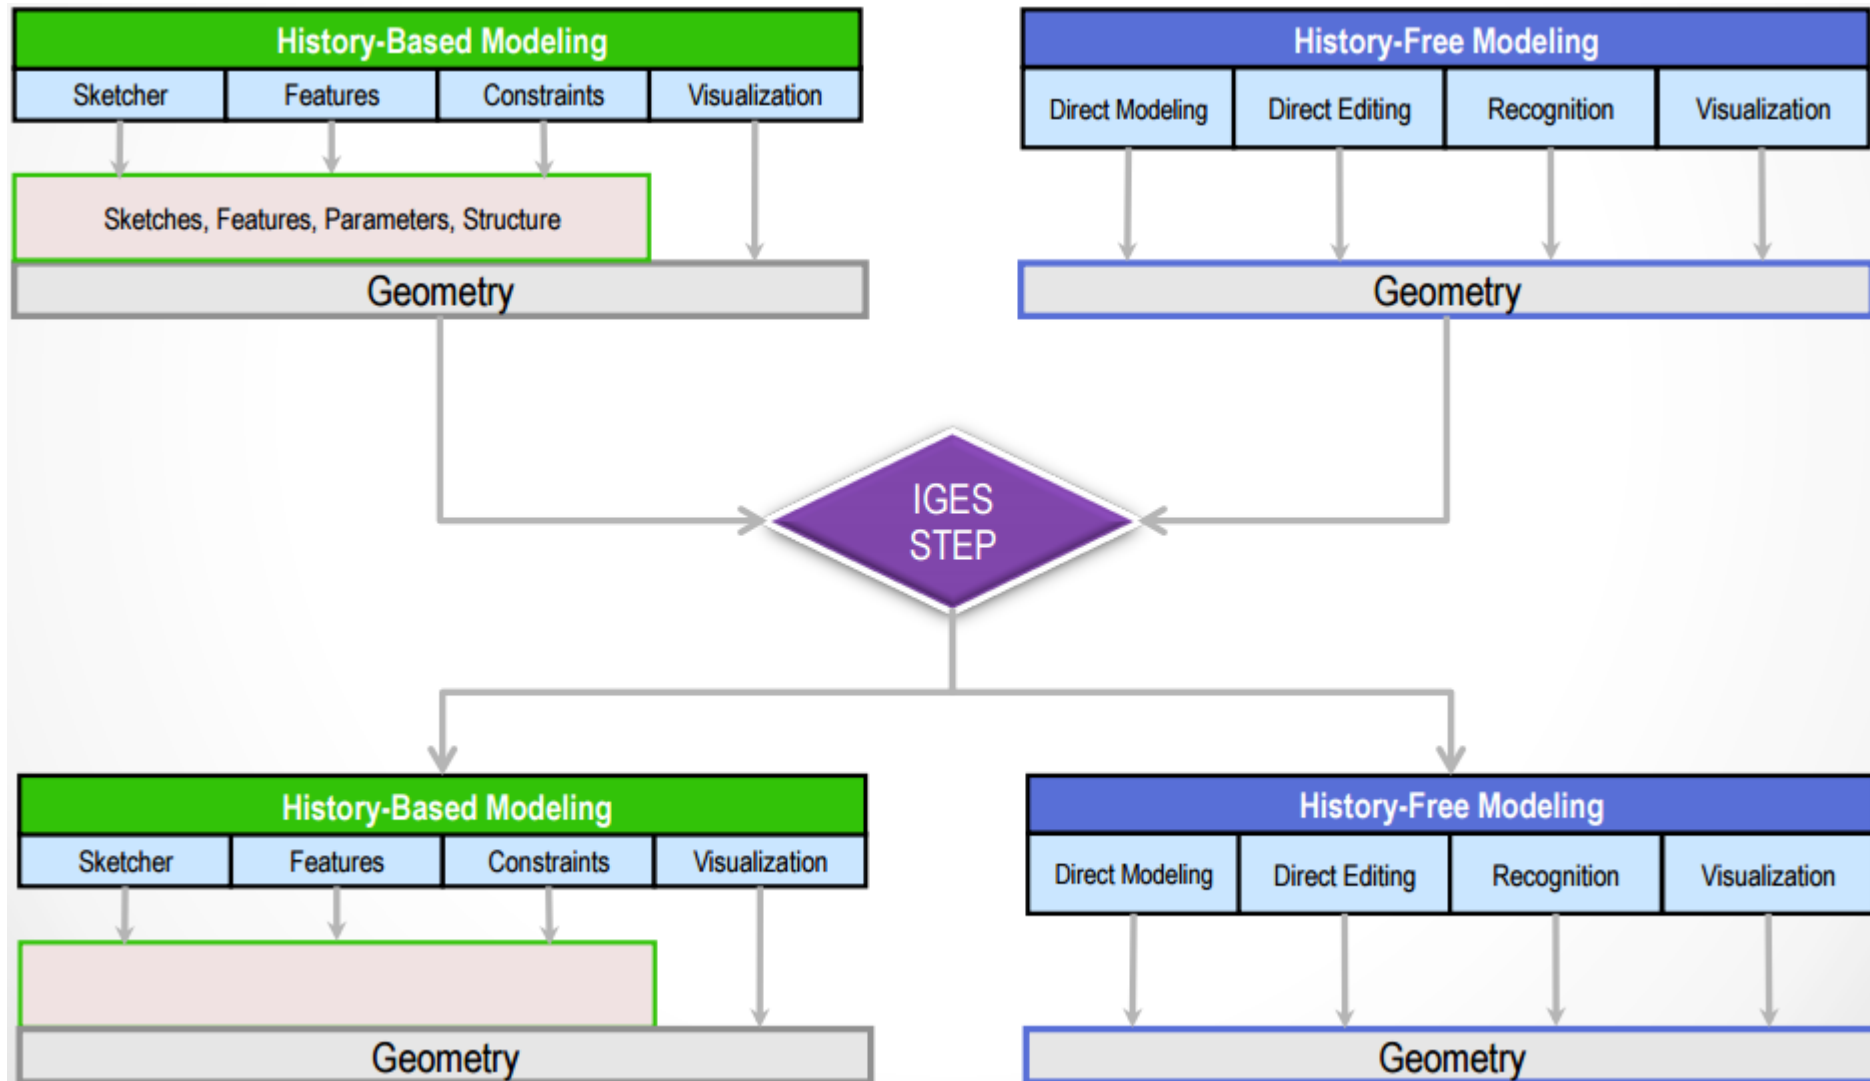 History-Based Modeling
Sketcher Features Constraints Visualization
Sketches, Features, Parameters, Structure
Geometry
History-Free Modeling
Direct Modeling Direct Editing Recognition Visualization
Geometry
IGES
STEP
History-Based Modeling
Sketcher Features Constraints Visualization
Geometry
History-Free Modeling
Direct Modeling Direct Editing Recognition Visualization
Geometry